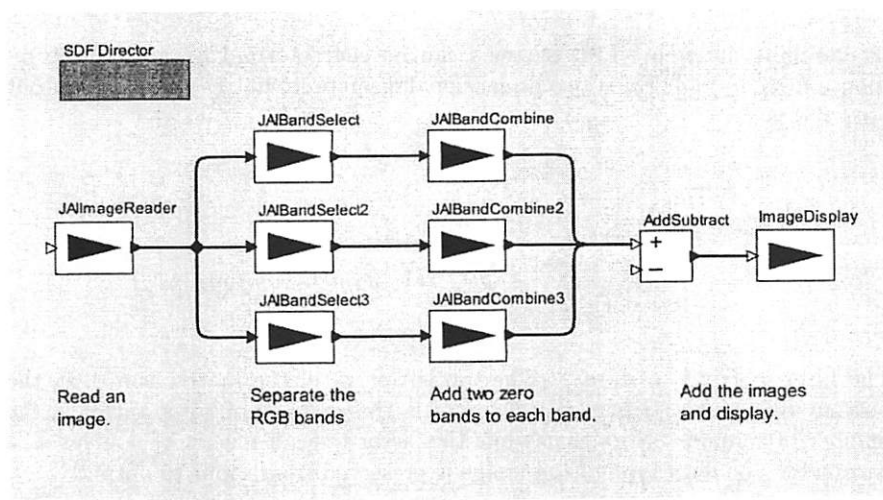 SDF Director
JAIBandSelect
JAIBandCombine
JAIImageReader
JAIBandSelect2
JAIBandCombine2
AddSubtract
ImageDisplay
+
–
JAIBandSelect3
JAIBandCombine3
Read an
image.
Separate the
RGB bands
Add two zero
bands to each band.
Add the images
and display.